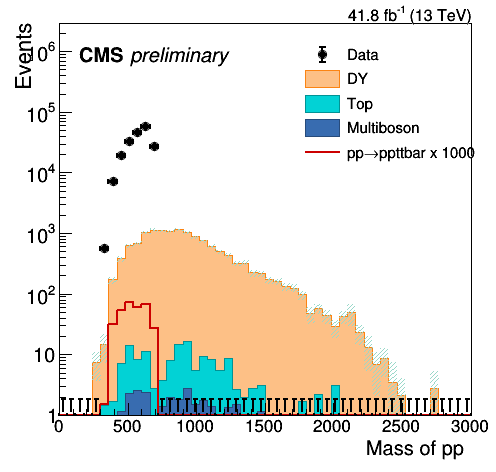 41.8 fb⁻¹ (13 TeV)
Events
CMS preliminary
Data
DY
Top
Multiboson
pp→ppttbar x 1000
10⁶
10⁵
10⁴
10³
10²
10
1
0 500 1000 1500 2000 2500 3000
Mass of pp